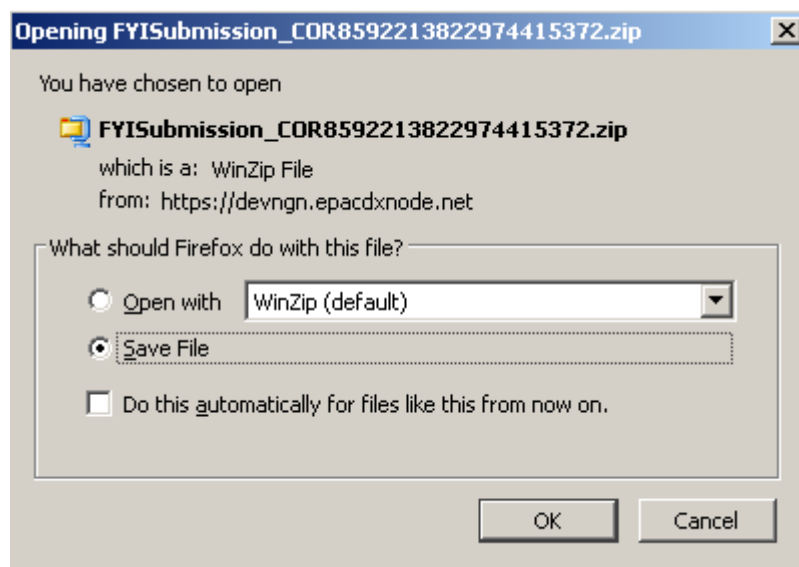 Opening FYISubmission_COR8592213822974415372.zip
You have chosen to open
FYISubmission_COR8592213822974415372.zip
which is a: WinZip File
from: https://devngn.epacdxnode.net
What should Firefox do with this file?
Open with WinZip (default)
Save File
Do this automatically for files like this from now on.
OK Cancel